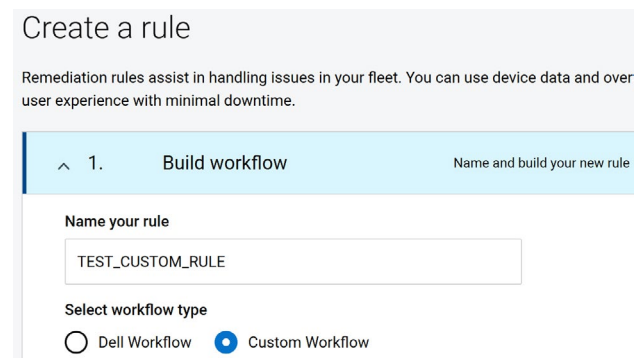 Create a rule
Remediation rules assist in handling issues in your fleet. You can use device data and over
user experience with minimal downtime.
1. Build workflow Name and build your new rule
Name your rule
TEST_CUSTOM_RULE
Select workflow type
Dell Workflow Custom Workflow